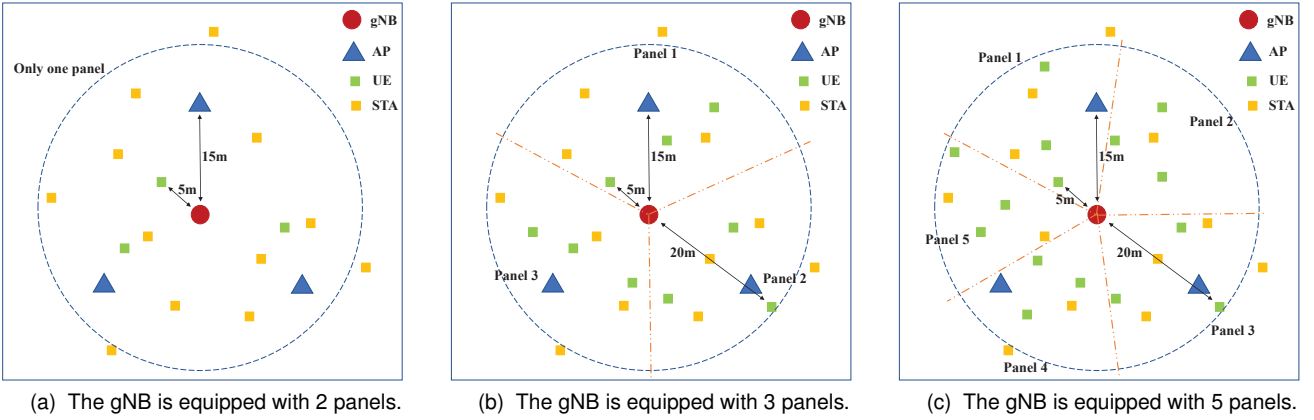 gNB
AP
UE
STA
Only one panel
15m
5m
(a) The gNB is equipped with 2 panels.
gNB
AP
UE
STA
Panel 1
15m
5m
20m
Panel 3
Panel 2
(b) The gNB is equipped with 3 panels.
gNB
AP
UE
STA
Panel 1
Panel 2
15m
5m
Panel 5
20m
Panel 3
Panel 4
(c) The gNB is equipped with 5 panels.